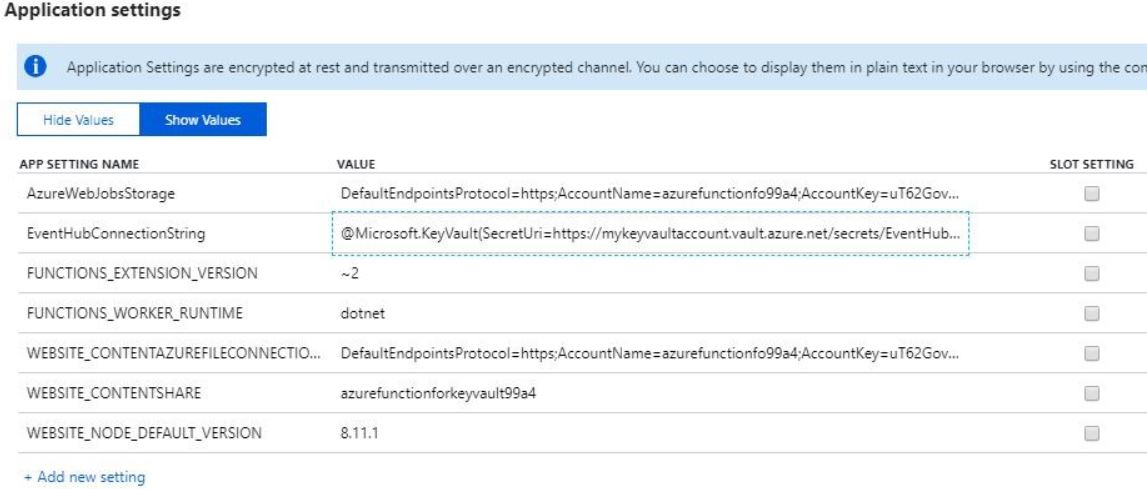 Application settings
Application Settings are encrypted at rest and transmitted over an encrypted channel. You can choose to display them in plain text in your browser by using the con
Hide Values Show Values
APP SETTING NAME VALUE SLOT SETTING
AzureWebJobsStorage DefaultEndpointsProtocol=https;AccountName=azurefunctionfo99a4;AccountKey=uT62Gov...
EventHubConnectionString @Microsoft.KeyVault(SecretUri=https://mykeyvaultaccount.vault.azure.net/secrets/EventHub...
FUNCTIONS_EXTENSION_VERSION ~2
FUNCTIONS_WORKER_RUNTIME dotnet
WEBSITE_CONTENTAZUREFILECONNECTIO... DefaultEndpointsProtocol=https;AccountName=azurefunctionfo99a4;AccountKey=uT62Gov...
WEBSITE_CONTENTSHARE azurefunctionforkeyvault99a4
WEBSITE_NODE_DEFAULT_VERSION 8.11.1
+ Add new setting